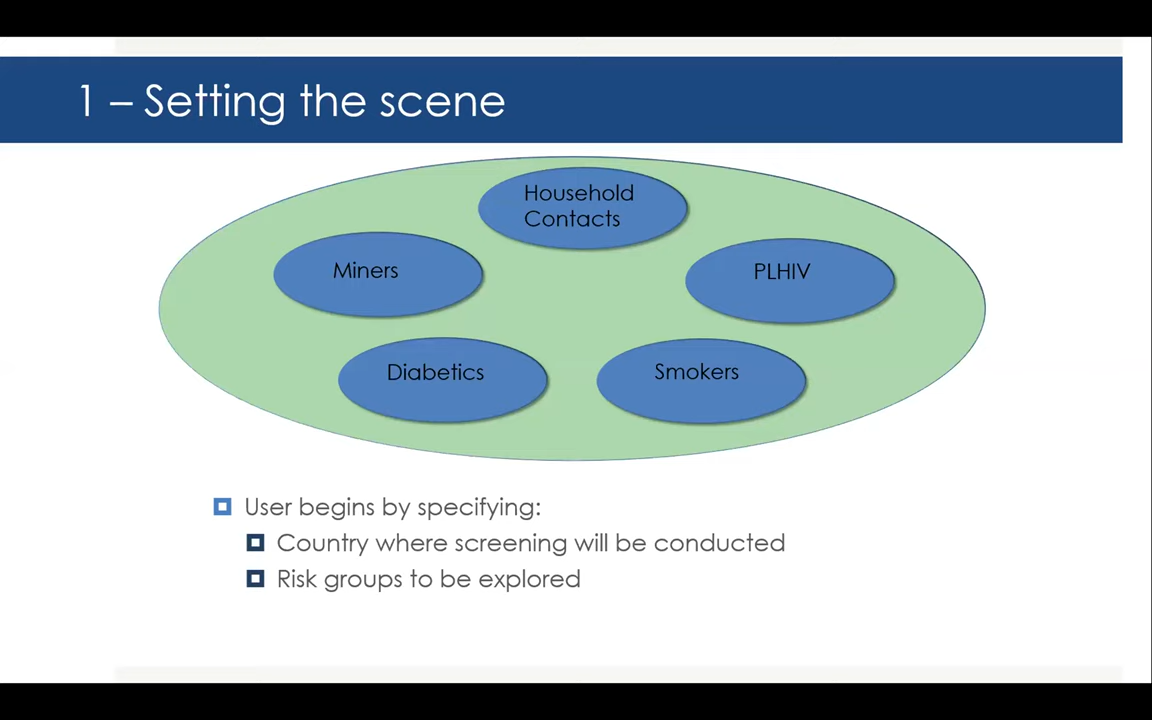 1 – Setting the scene
Household
Contacts
Miners
PLHIV
Diabetics
Smokers
User begins by specifying:
Country where screening will be conducted
Risk groups to be explored